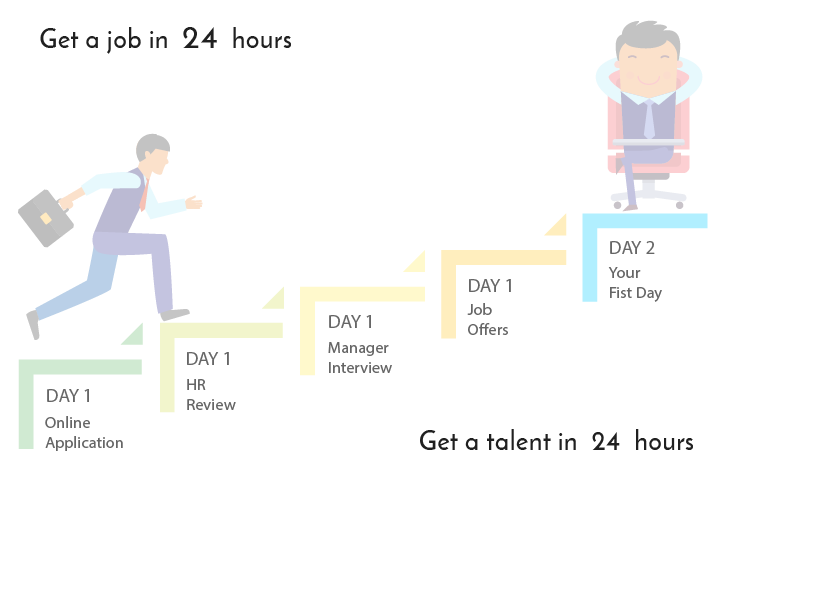 Get a job in 24 hours
DAY 1
Online
Application
DAY 1
HR
Review
DAY 1
Manager
Interview
DAY 1
Job
Offers
DAY 2
Your
Fist Day
Get a talent in 24 hours